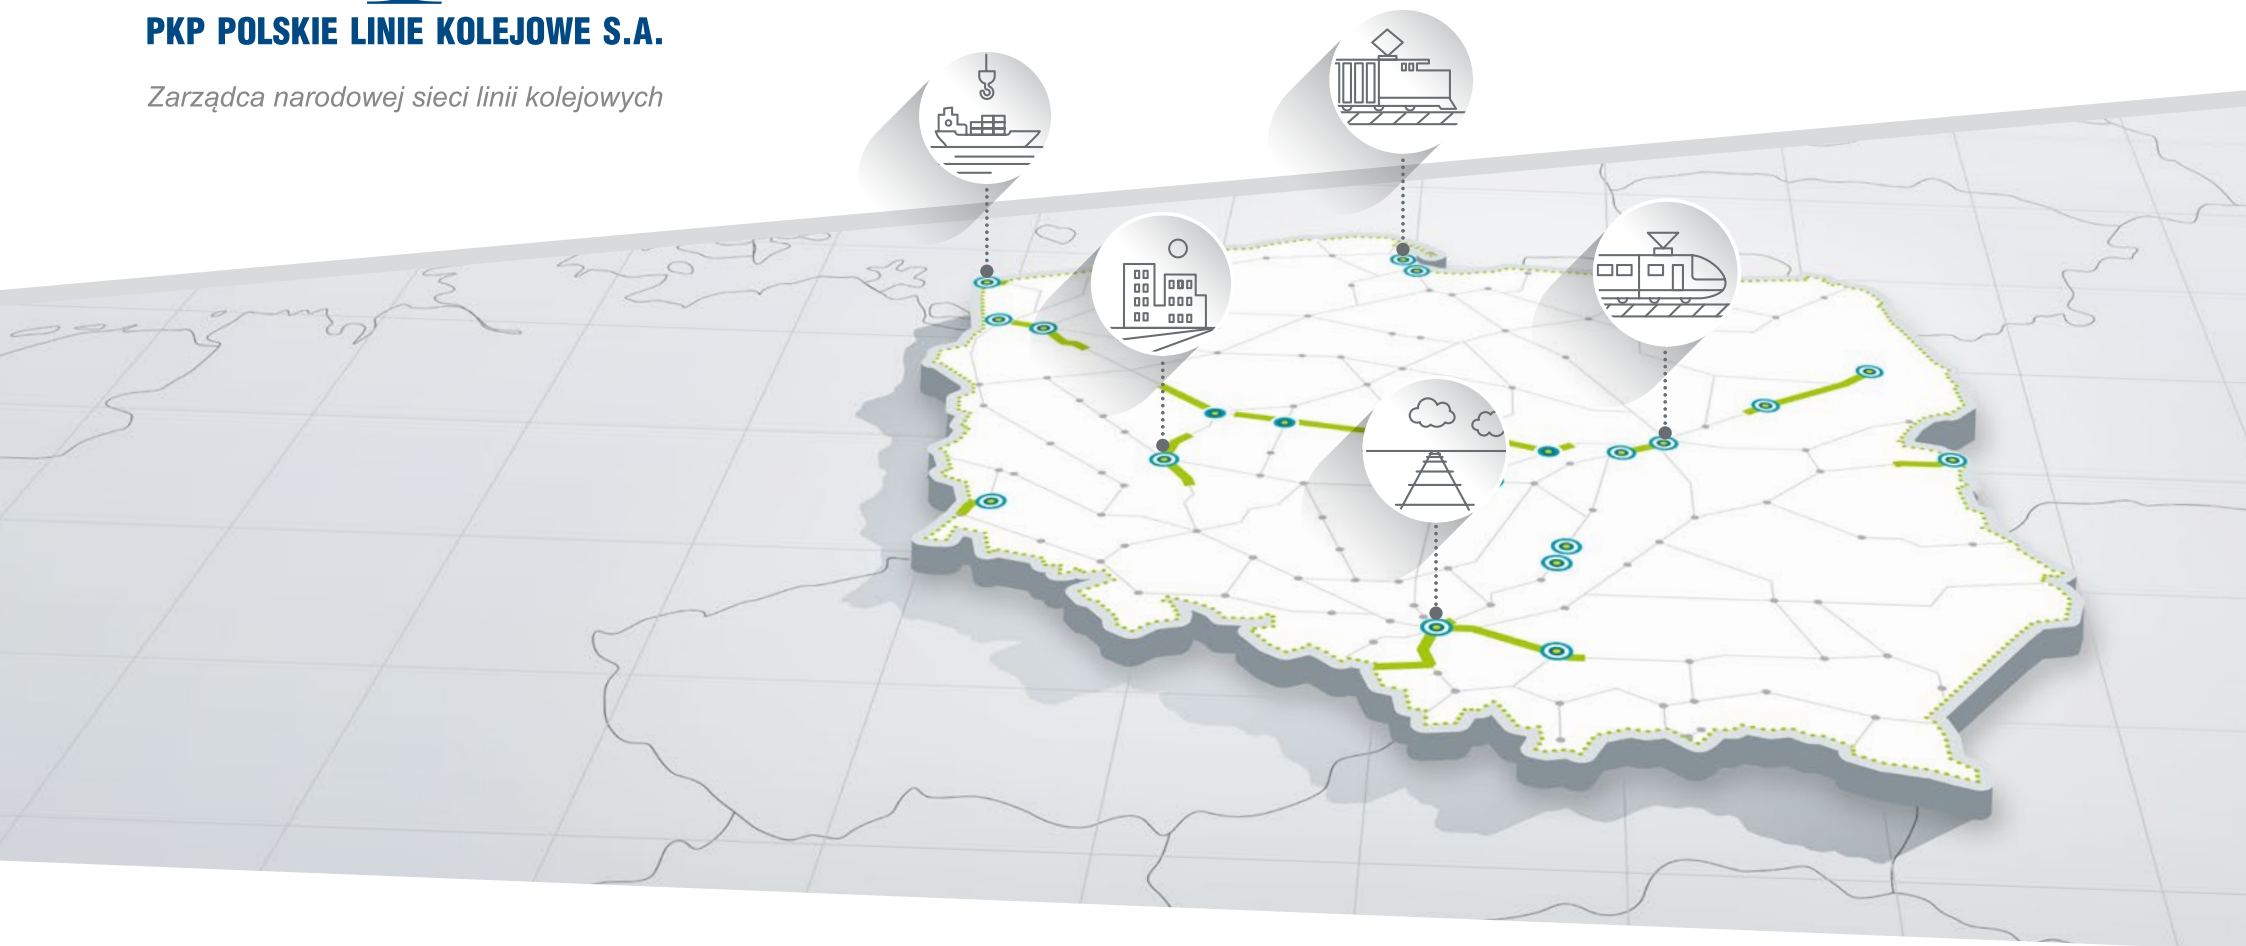 PKP POLSKIE LINIE KOLEJOWE S.A.
Zarządca narodowej sieci linii kolejowych